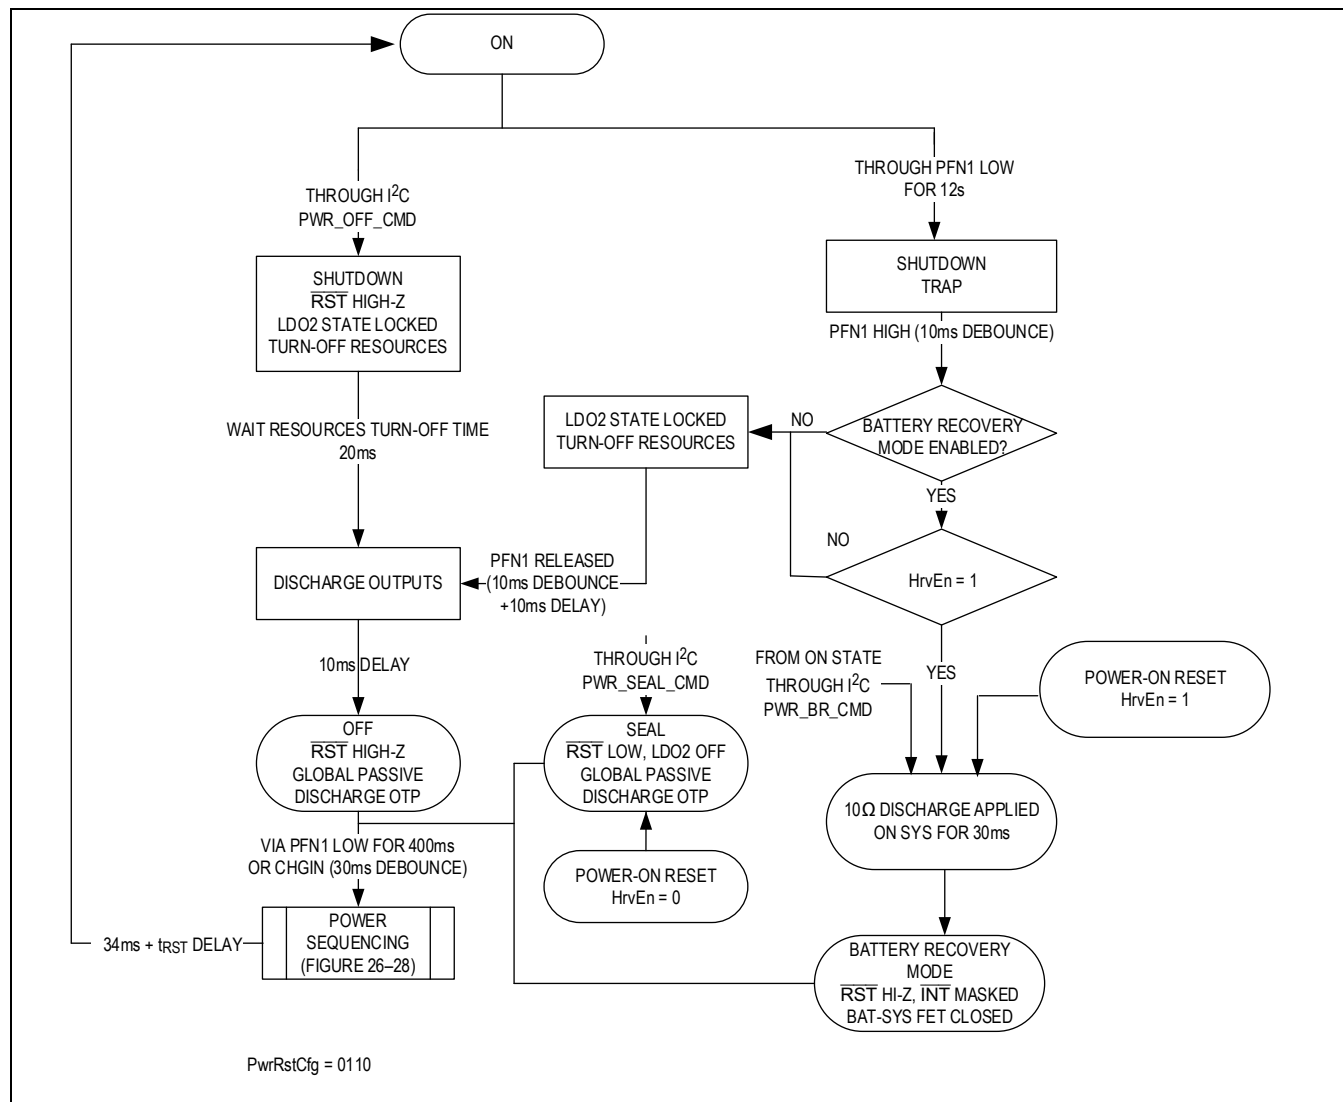 ON
THROUGH I²C
PWR_OFF_CMD
THROUGH PFN1 LOW
FOR 12s
SHUTDOWN
RST HIGH-Z
LDO2 STATE LOCKED
TURN-OFF RESOURCES
SHUTDOWN
TRAP
PFN1 HIGH (10ms DEBOUNCE)
WAIT RESOURCES TURN-OFF TIME
20ms
LDO2 STATE LOCKED
TURN-OFF RESOURCES
NO
BATTERY RECOVERY
MODE ENABLED?
YES
NO
HrvEn = 1
DISCHARGE OUTPUTS
PFN1 RELEASED
(10ms DEBOUNCE
+10ms DELAY)
10ms DELAY
THROUGH I²C
PWR_SEAL_CMD
FROM ON STATE
THROUGH I²C
PWR_BR_CMD
YES
POWER-ON RESET
HrvEn = 1
OFF
RST HIGH-Z
GLOBAL PASSIVE
DISCHARGE OTP
SEAL
RST LOW, LDO2 OFF
GLOBAL PASSIVE
DISCHARGE OTP
10Ω DISCHARGE APPLIED
ON SYS FOR 30ms
VIA PFN1 LOW FOR 400ms
OR CHGIN (30ms DEBOUNCE)
POWER-ON RESET
HrvEn = 0
34ms + tRST DELAY
POWER
SEQUENCING
(FIGURE 26–28)
BATTERY RECOVERY
MODE
RST HI-Z, INT MASKED
BAT-SYS FET CLOSED
PwrRstCfg = 0110